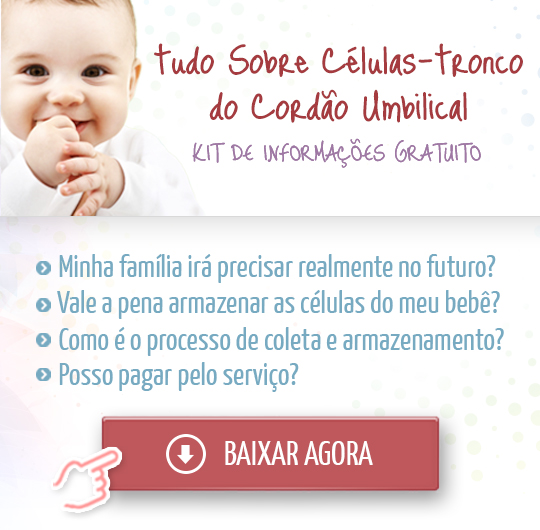 Tudo Sobre Células-Tronco
do Cordão Umbilical
KIT DE INFORMAÇÕES GRATUITO
Minha família irá precisar realmente no futuro?
Vale a pena armazenar as células do meu bebê?
Como é o processo de coleta e armazenamento?
Posso pagar pelo serviço?
BAIXAR AGORA